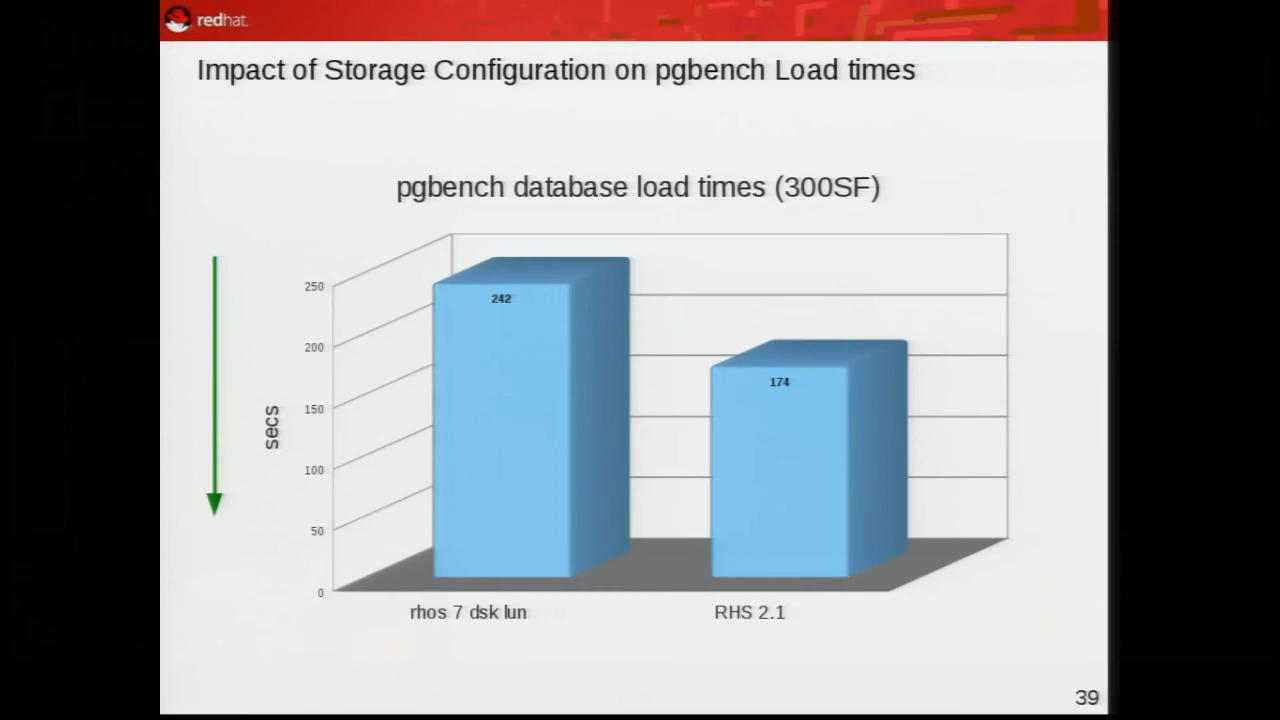 redhat.
Impact of Storage Configuration on pgbench Load times
pgbench database load times (300SF)
250
200
150
100
50
0
secs
242
174
rhos 7 dsk lun
RHS 2.1
39